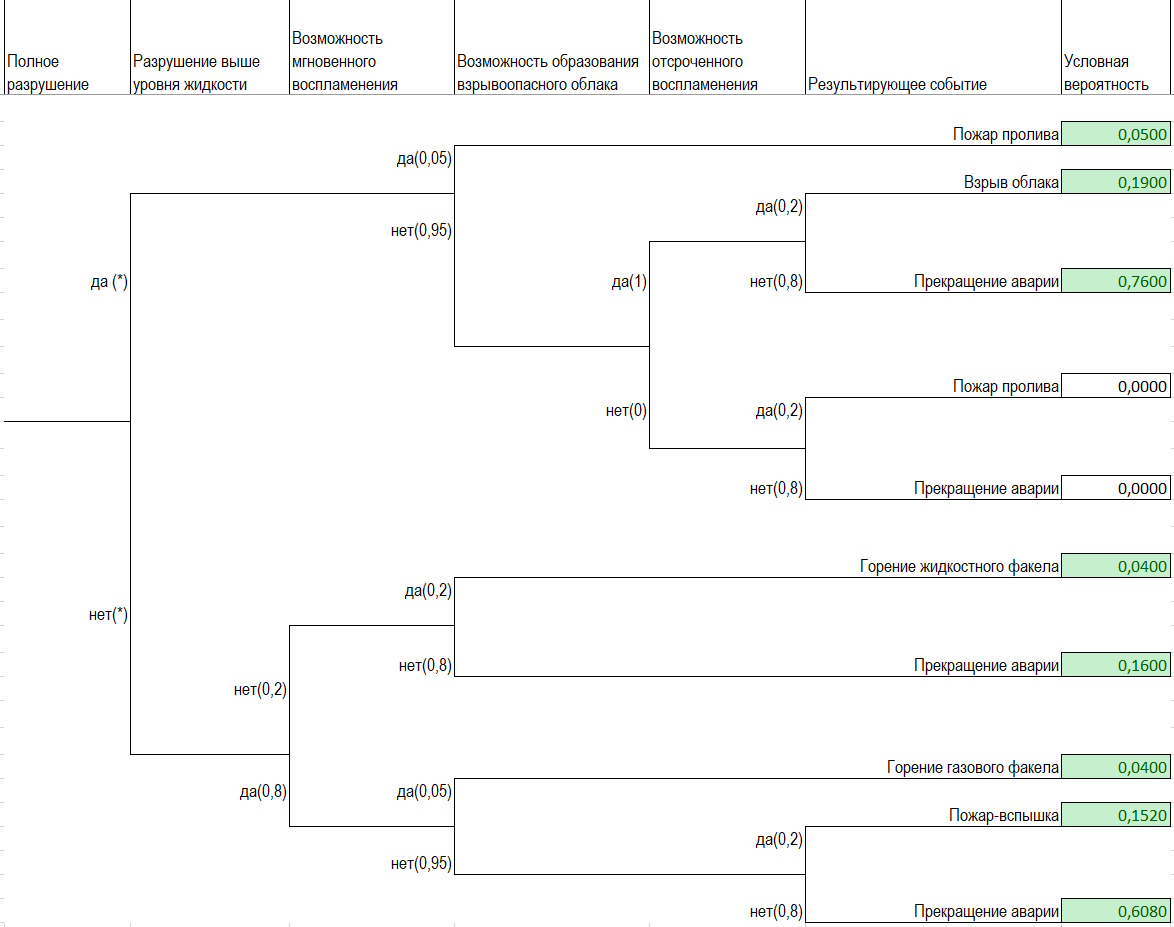 Полное
разрушение
Разрушение выше
уровня жидкости
Возможность
мгновенного
воспламенения
Возможность образования
взрывоопасного облака
Возможность
отсроченного
воспламенения
Результирующее событие
Условная
вероятность
Пожар пролива 0,0500
да(0,05)
Взрыв облака 0,1900
да(0,2)
нет(0,95)
да (*)
да(1)
нет(0,8)
Прекращение аварии 0,7600
Пожар пролива 0,0000
нет(0)
да(0,2)
нет(0,8)
Прекращение аварии 0,0000
Горение жидкостного факела 0,0400
да(0,2)
нет(*)
нет(0,8)
Прекращение аварии 0,1600
нет(0,2)
Горение газового факела 0,0400
да(0,8)
да(0,05)
Пожар-вспышка 0,1520
да(0,2)
нет(0,95)
нет(0,8)
Прекращение аварии 0,6080